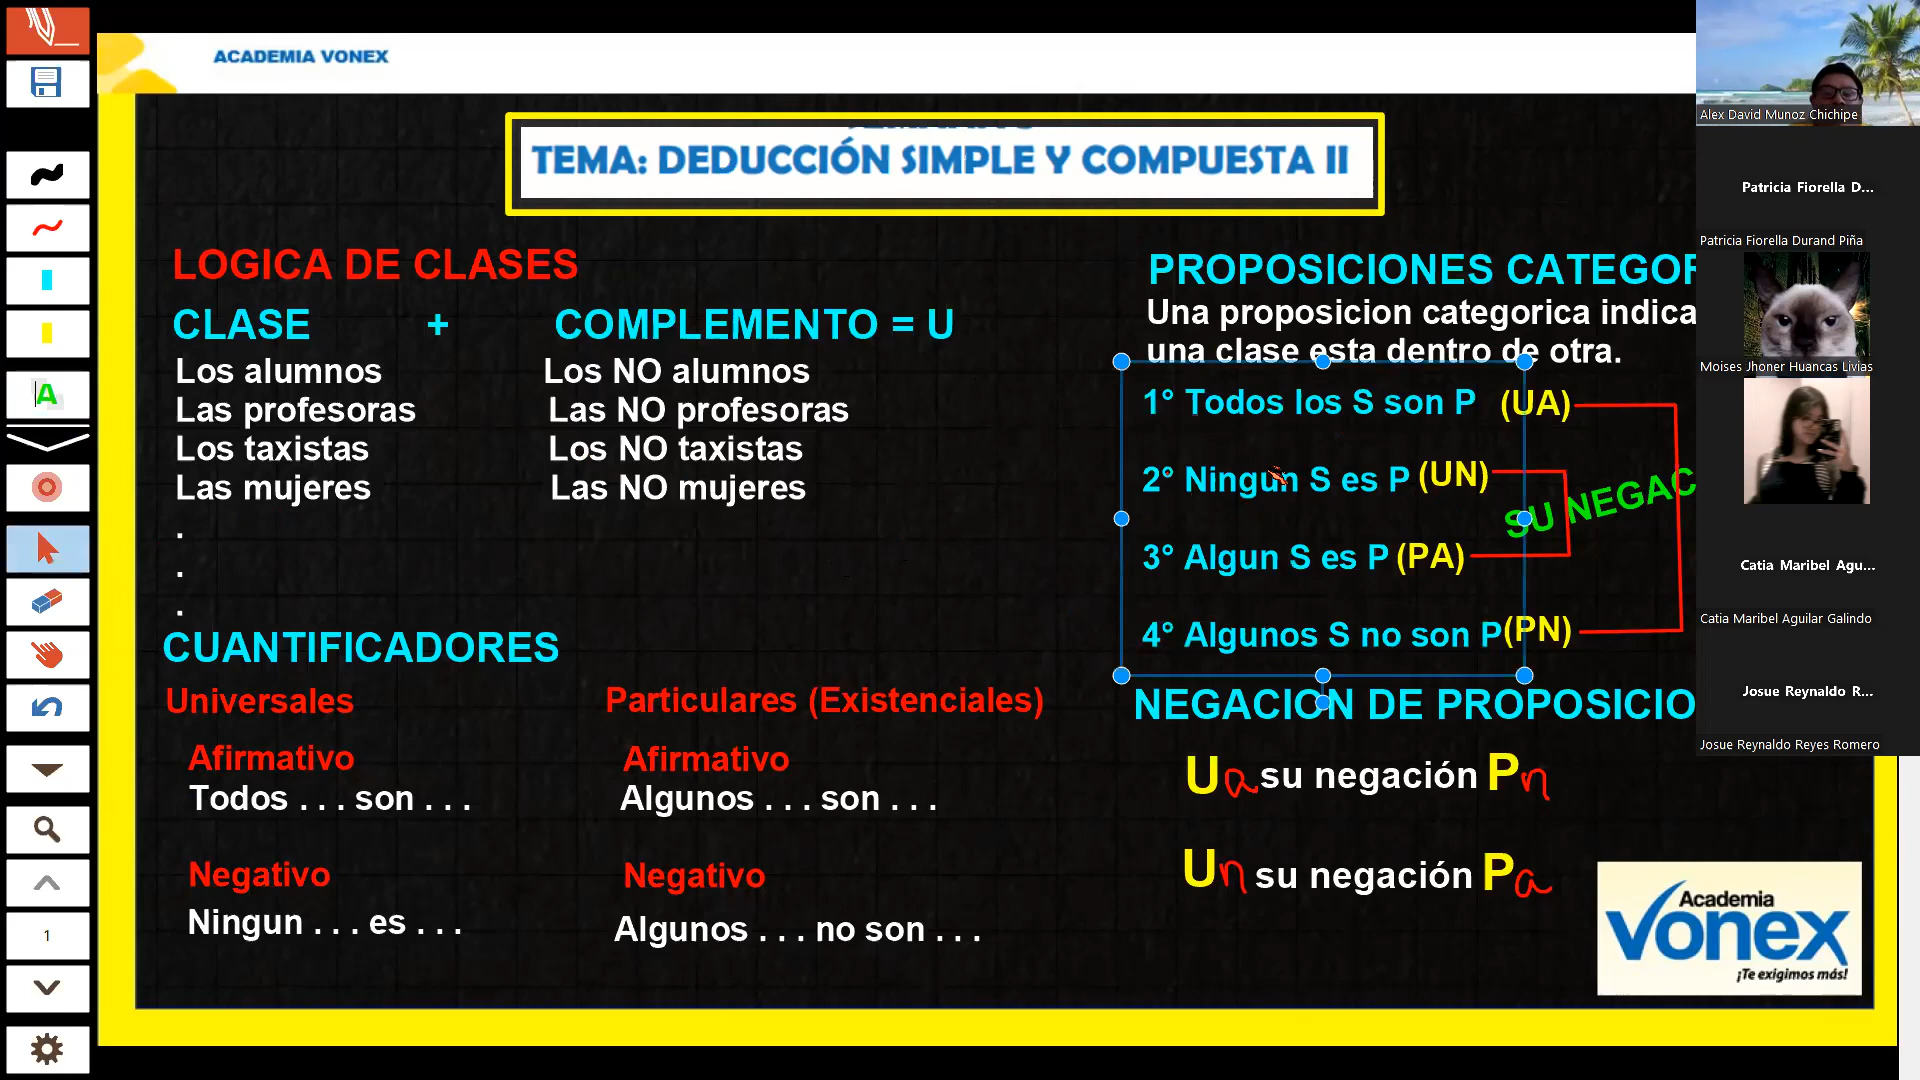 ACADEMIA VONEX
TEMA: DEDUCCIÓN SIMPLE Y COMPUESTA II
LOGICA DE CLASES
CLASE + COMPLEMENTO = U
Los alumnos Los NO alumnos
Las profesoras Las NO profesoras
Los taxistas Los NO taxistas
Las mujeres Las NO mujeres
.
.
.
CUANTIFICADORES
Universales Particulares (Existenciales)
Afirmativo Afirmativo
Todos . . . son . . . Algunos . . . son . . .
Negativo Negativo
Ningun . . . es . . . Algunos . . . no son . . .
PROPOSICIONES CATEGOR
Una proposicion categorica indica
una clase esta dentro de otra.
1° Todos los S son P (UA)
2° Ningun S es P (UN)
SU NEGAC
3° Algun S es P (PA)
4° Algunos S no son P (PN)
NEGACION DE PROPOSICIO
Ua su negación Pn
Un su negación Pa
Academia
vonex
¡Te exigimos más!
Alex David Munoz Chichipe
Patricia Fiorella D...
Patricia Fiorella Durand Piña
Moises Jhoner Huancas Livias
Catia Maribel Agu...
Catia Maribel Aguilar Galindo
Josue Reynaldo R...
Josue Reynaldo Reyes Romero
A
1